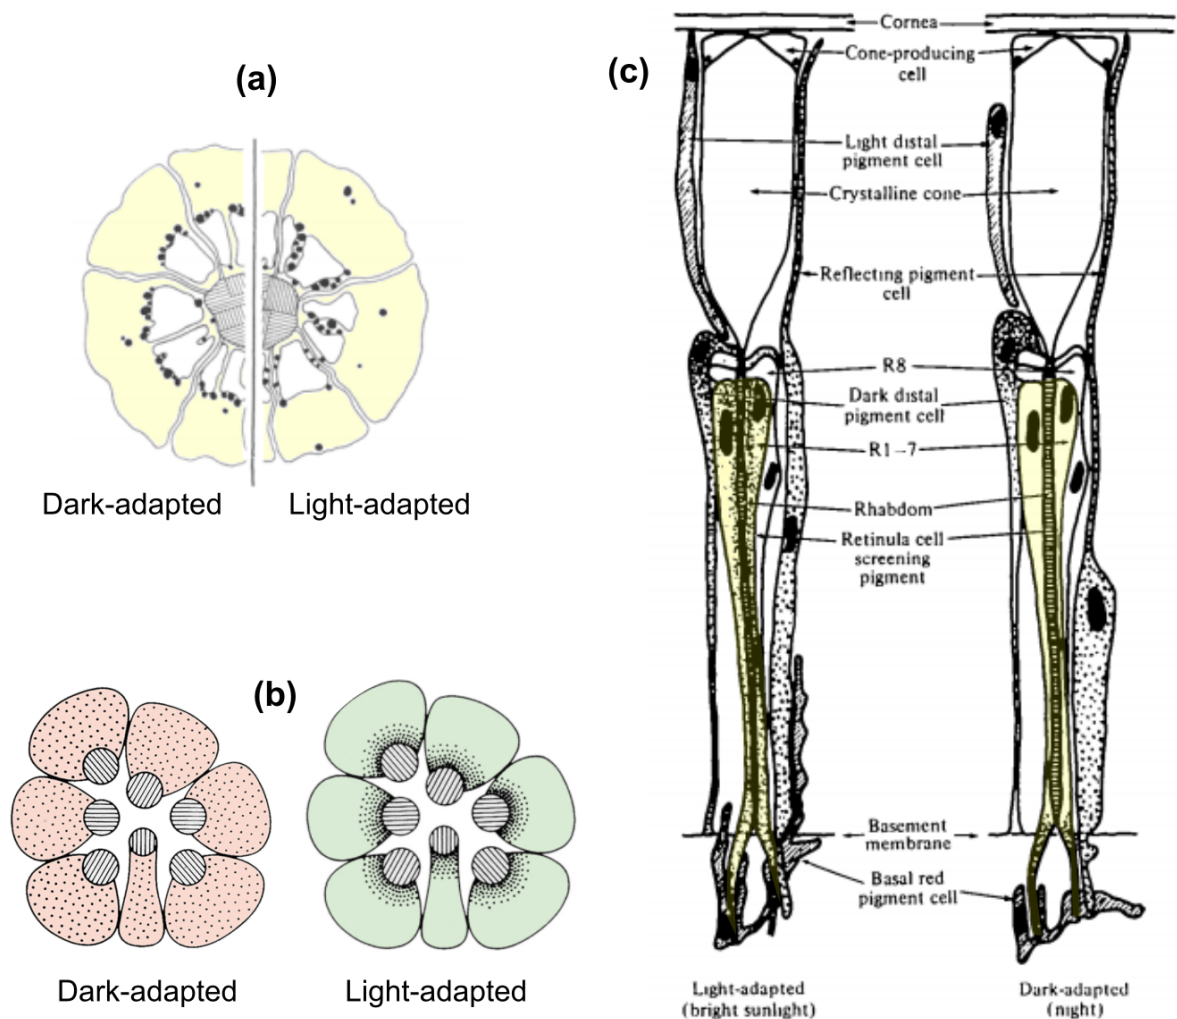 (a)
Dark-adapted
Light-adapted
(b)
Dark-adapted
Light-adapted
(c)
Cornea
Cone-producing
cell
Light distal
pigment cell
Crystalline cone
Reflecting pigment
cell
R8
Dark distal
pigment cell
R1–7
Rhabdom
Retinula cell
screening
pigment
Basement
membrane
Basal red
pigment cell
Light-adapted
(bright sunlight)
Dark-adapted
(night)